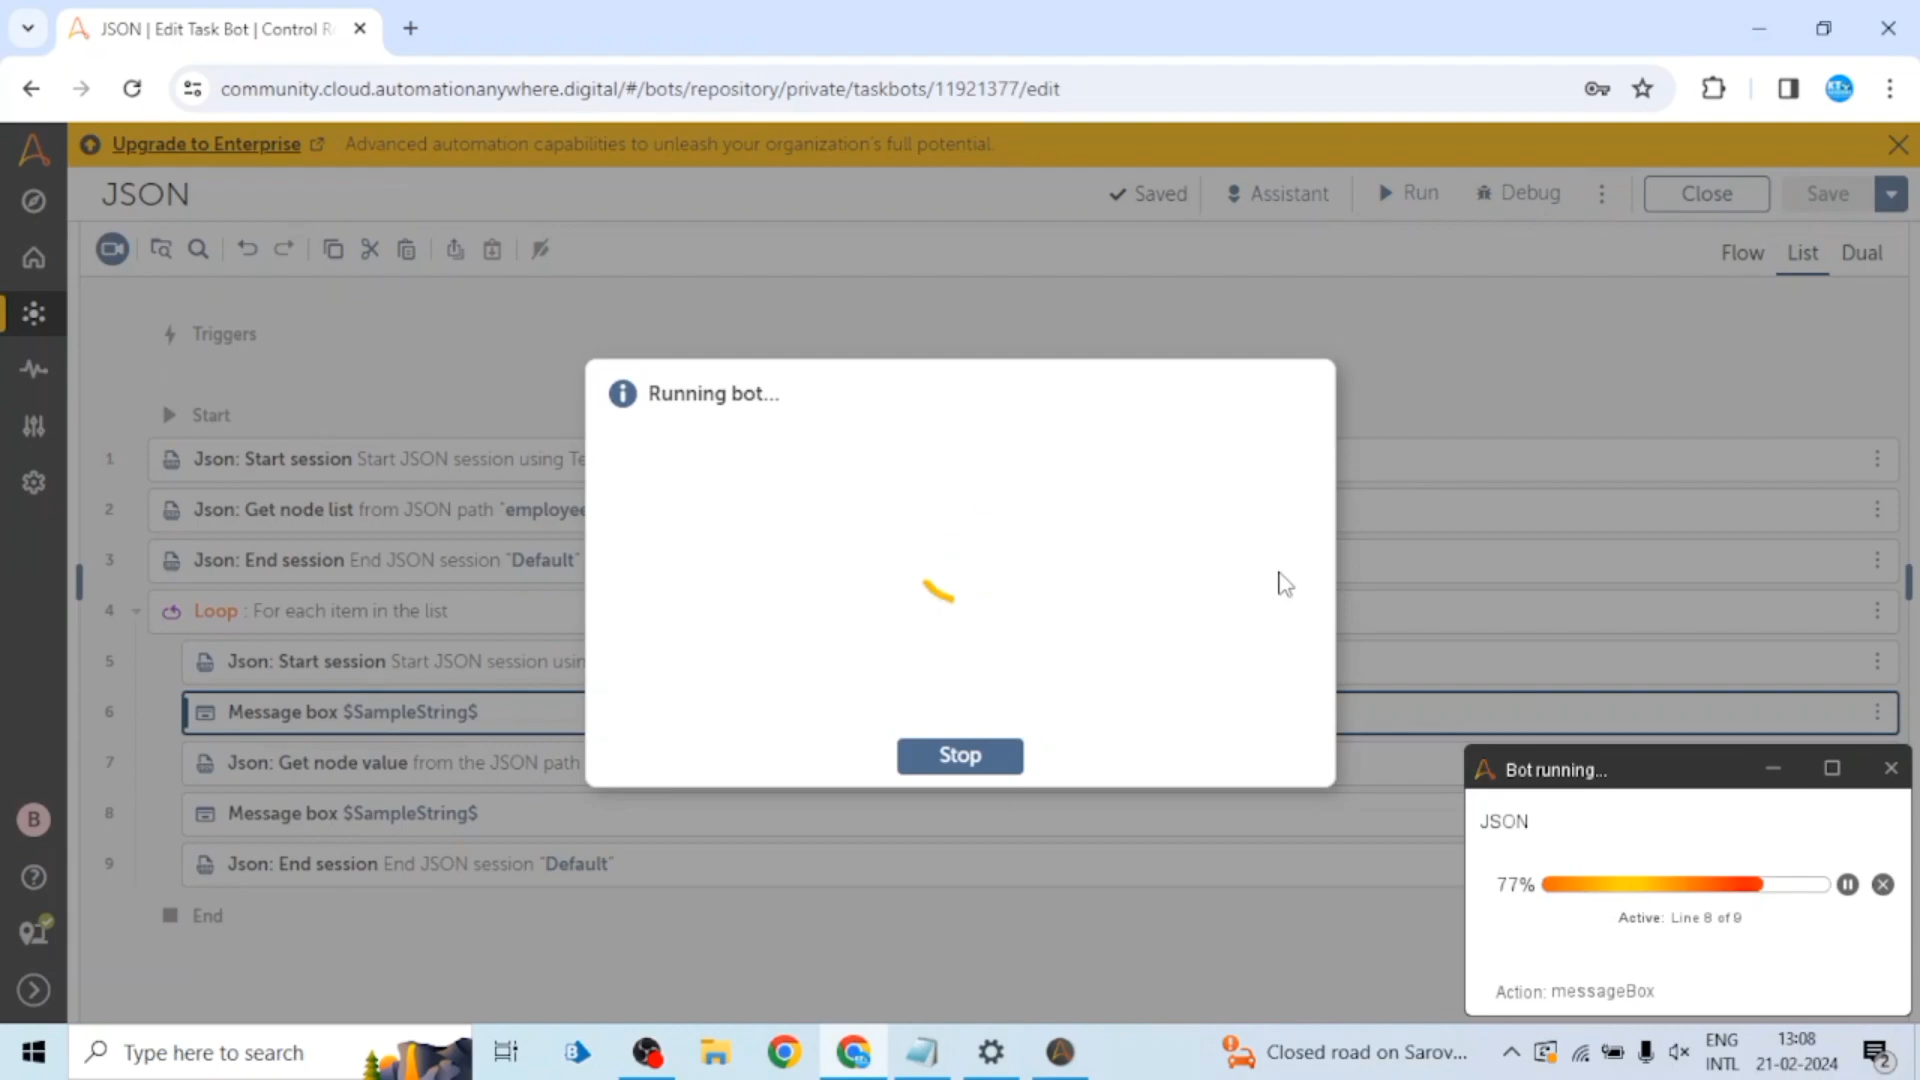 JSON | Edit Task Bot | Control R
community.cloud.automationanywhere.digital/#/bots/repository/private/taskbots/11921377/edit
Upgrade to Enterprise Advanced automation capabilities to unleash your organization's full potential.
JSON
Saved
Assistant
Run
Debug
Close
Save
Flow
List
Dual
Triggers
Start
1 Json: Start session Start JSON session using Te
2 Json: Get node list from JSON path "employee
3 Json: End session End JSON session "Default"
4 Loop : For each item in the list
5 Json: Start session Start JSON session usin
6 Message box $SampleString$
7 Json: Get node value from the JSON path
8 Message box $SampleString$
9 Json: End session End JSON session "Default"
End
Running bot...
Stop
Bot running...
JSON
77%
Active: Line 8 of 9
Action: messageBox
B
Type here to search
Closed road on Sarov...
ENG
INTL
13:08
21-02-2024
2